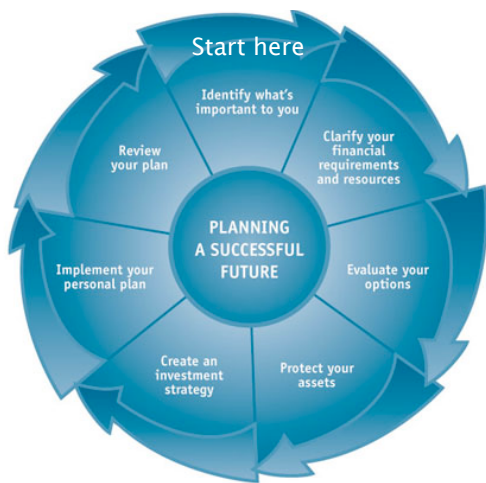 Start here
Identify what's
important to you
Clarify your
financial
requirements
and resources
Evaluate your
options
Protect your
assets
Create an
investment
strategy
Implement your
personal plan
Review
your plan
PLANNING
A SUCCESSFUL
FUTURE